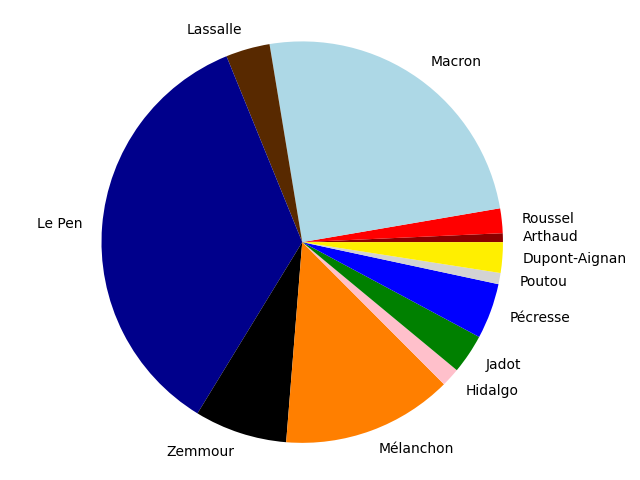 Lassalle
Macron
Le Pen
Roussel
Arthaud
Dupont-Aignan
Poutou
Pécresse
Jadot
Hidalgo
Mélanchon
Zemmour